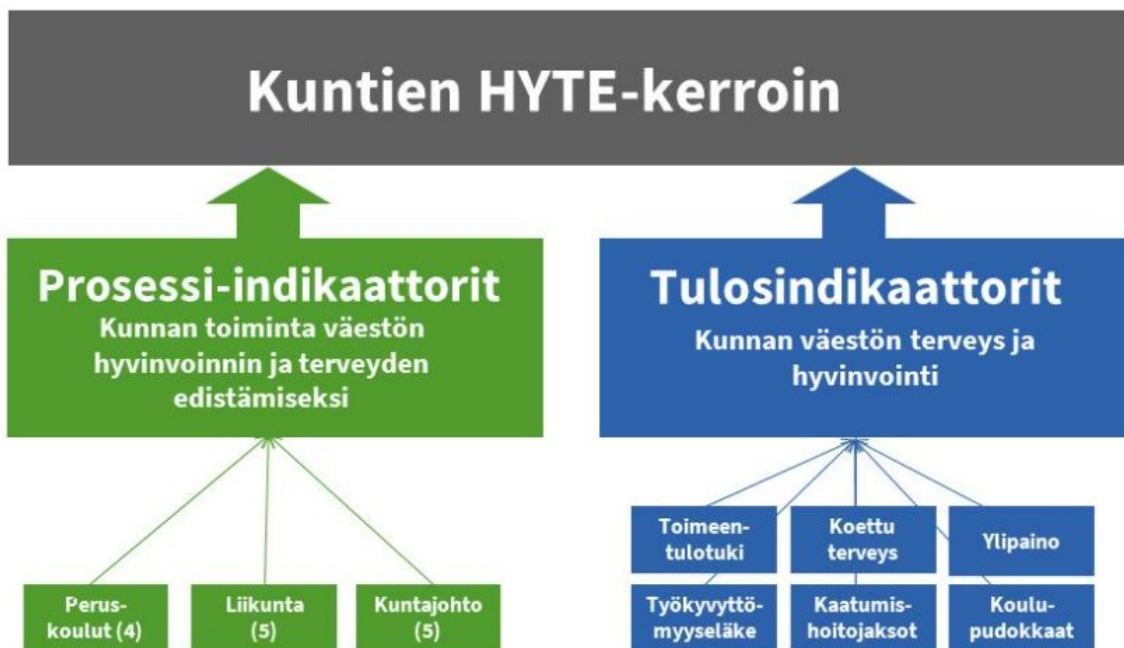 Kuntien HYTE-kerroin
Prosessi-indikaattorit
Kunnan toiminta väestön
hyvinvoinnin ja terveyden
edistämiseksi
Tulosindikaattorit
Kunnan väestön terveys ja
hyvinvointi
Perus-
koulut (4)
Liikunta
(5)
Kuntajohto
(5)
Toimeen-
tulotuki
Koettu
terveys
Ylipaino
Työkyvyttö-
myyseläke
Kaatumis-
hoitojaksot
Koulu-
pudokkaat